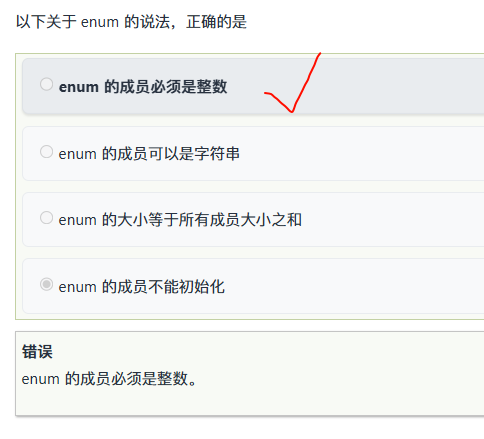 以下关于 enum 的说法，正确的是
enum 的成员必须是整数
enum 的成员可以是字符串
enum 的大小等于所有成员大小之和
enum 的成员不能初始化
错误
enum 的成员必须是整数。